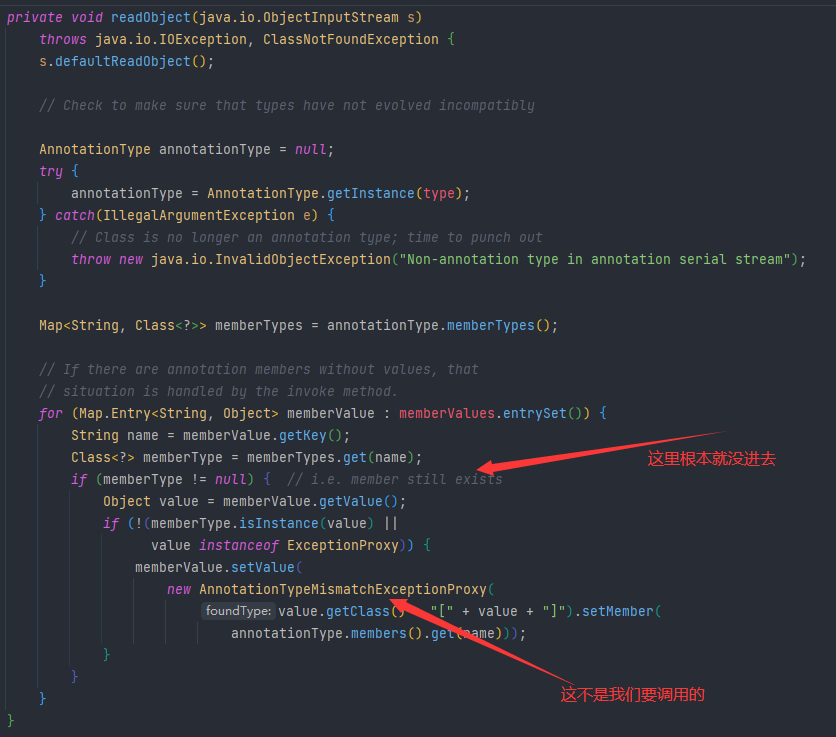 private void readObject(java.io.ObjectInputStream s)
    throws java.io.IOException, ClassNotFoundException {
    s.defaultReadObject();
    // Check to make sure that types have not evolved incompatibly
    AnnotationType annotationType = null;
    try {
        annotationType = AnnotationType.getInstance(type);
    } catch(IllegalArgumentException e) {
        // Class is no longer an annotation type; time to punch out
        throw new java.io.InvalidObjectException("Non-annotation type in annotation serial stream");
    }
    Map<String, Class<?>> memberTypes = annotationType.memberTypes();
    // If there are annotation members without values, that
    // situation is handled by the invoke method.
    for (Map.Entry<String, Object> memberValue : memberValues.entrySet()) {
        String name = memberValue.getKey();
        Class<?> memberType = memberTypes.get(name);
这里根本就没进去
        if (memberType != null) {  // i.e. member still exists
            Object value = memberValue.getValue();
            if (!(memberType.isInstance(value) ||
                  value instanceof ExceptionProxy)) {
                memberValue.setValue(
                    new AnnotationTypeMismatchExceptionProxy(
                        foundType: value.getClass() "[" + value + "]").setMember(
                            annotationType.members().get(name)));
            }
        }
这不是我们要调用的
    }
}